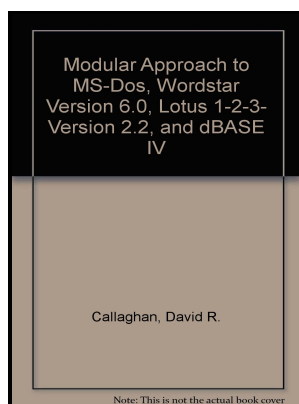 Modular Approach to
MS-Dos, Wordstar
Version 6.0, Lotus 1-2-3-
Version 2.2, and dBASE
IV
Callaghan, David R.
Note: This is not the actual book cover